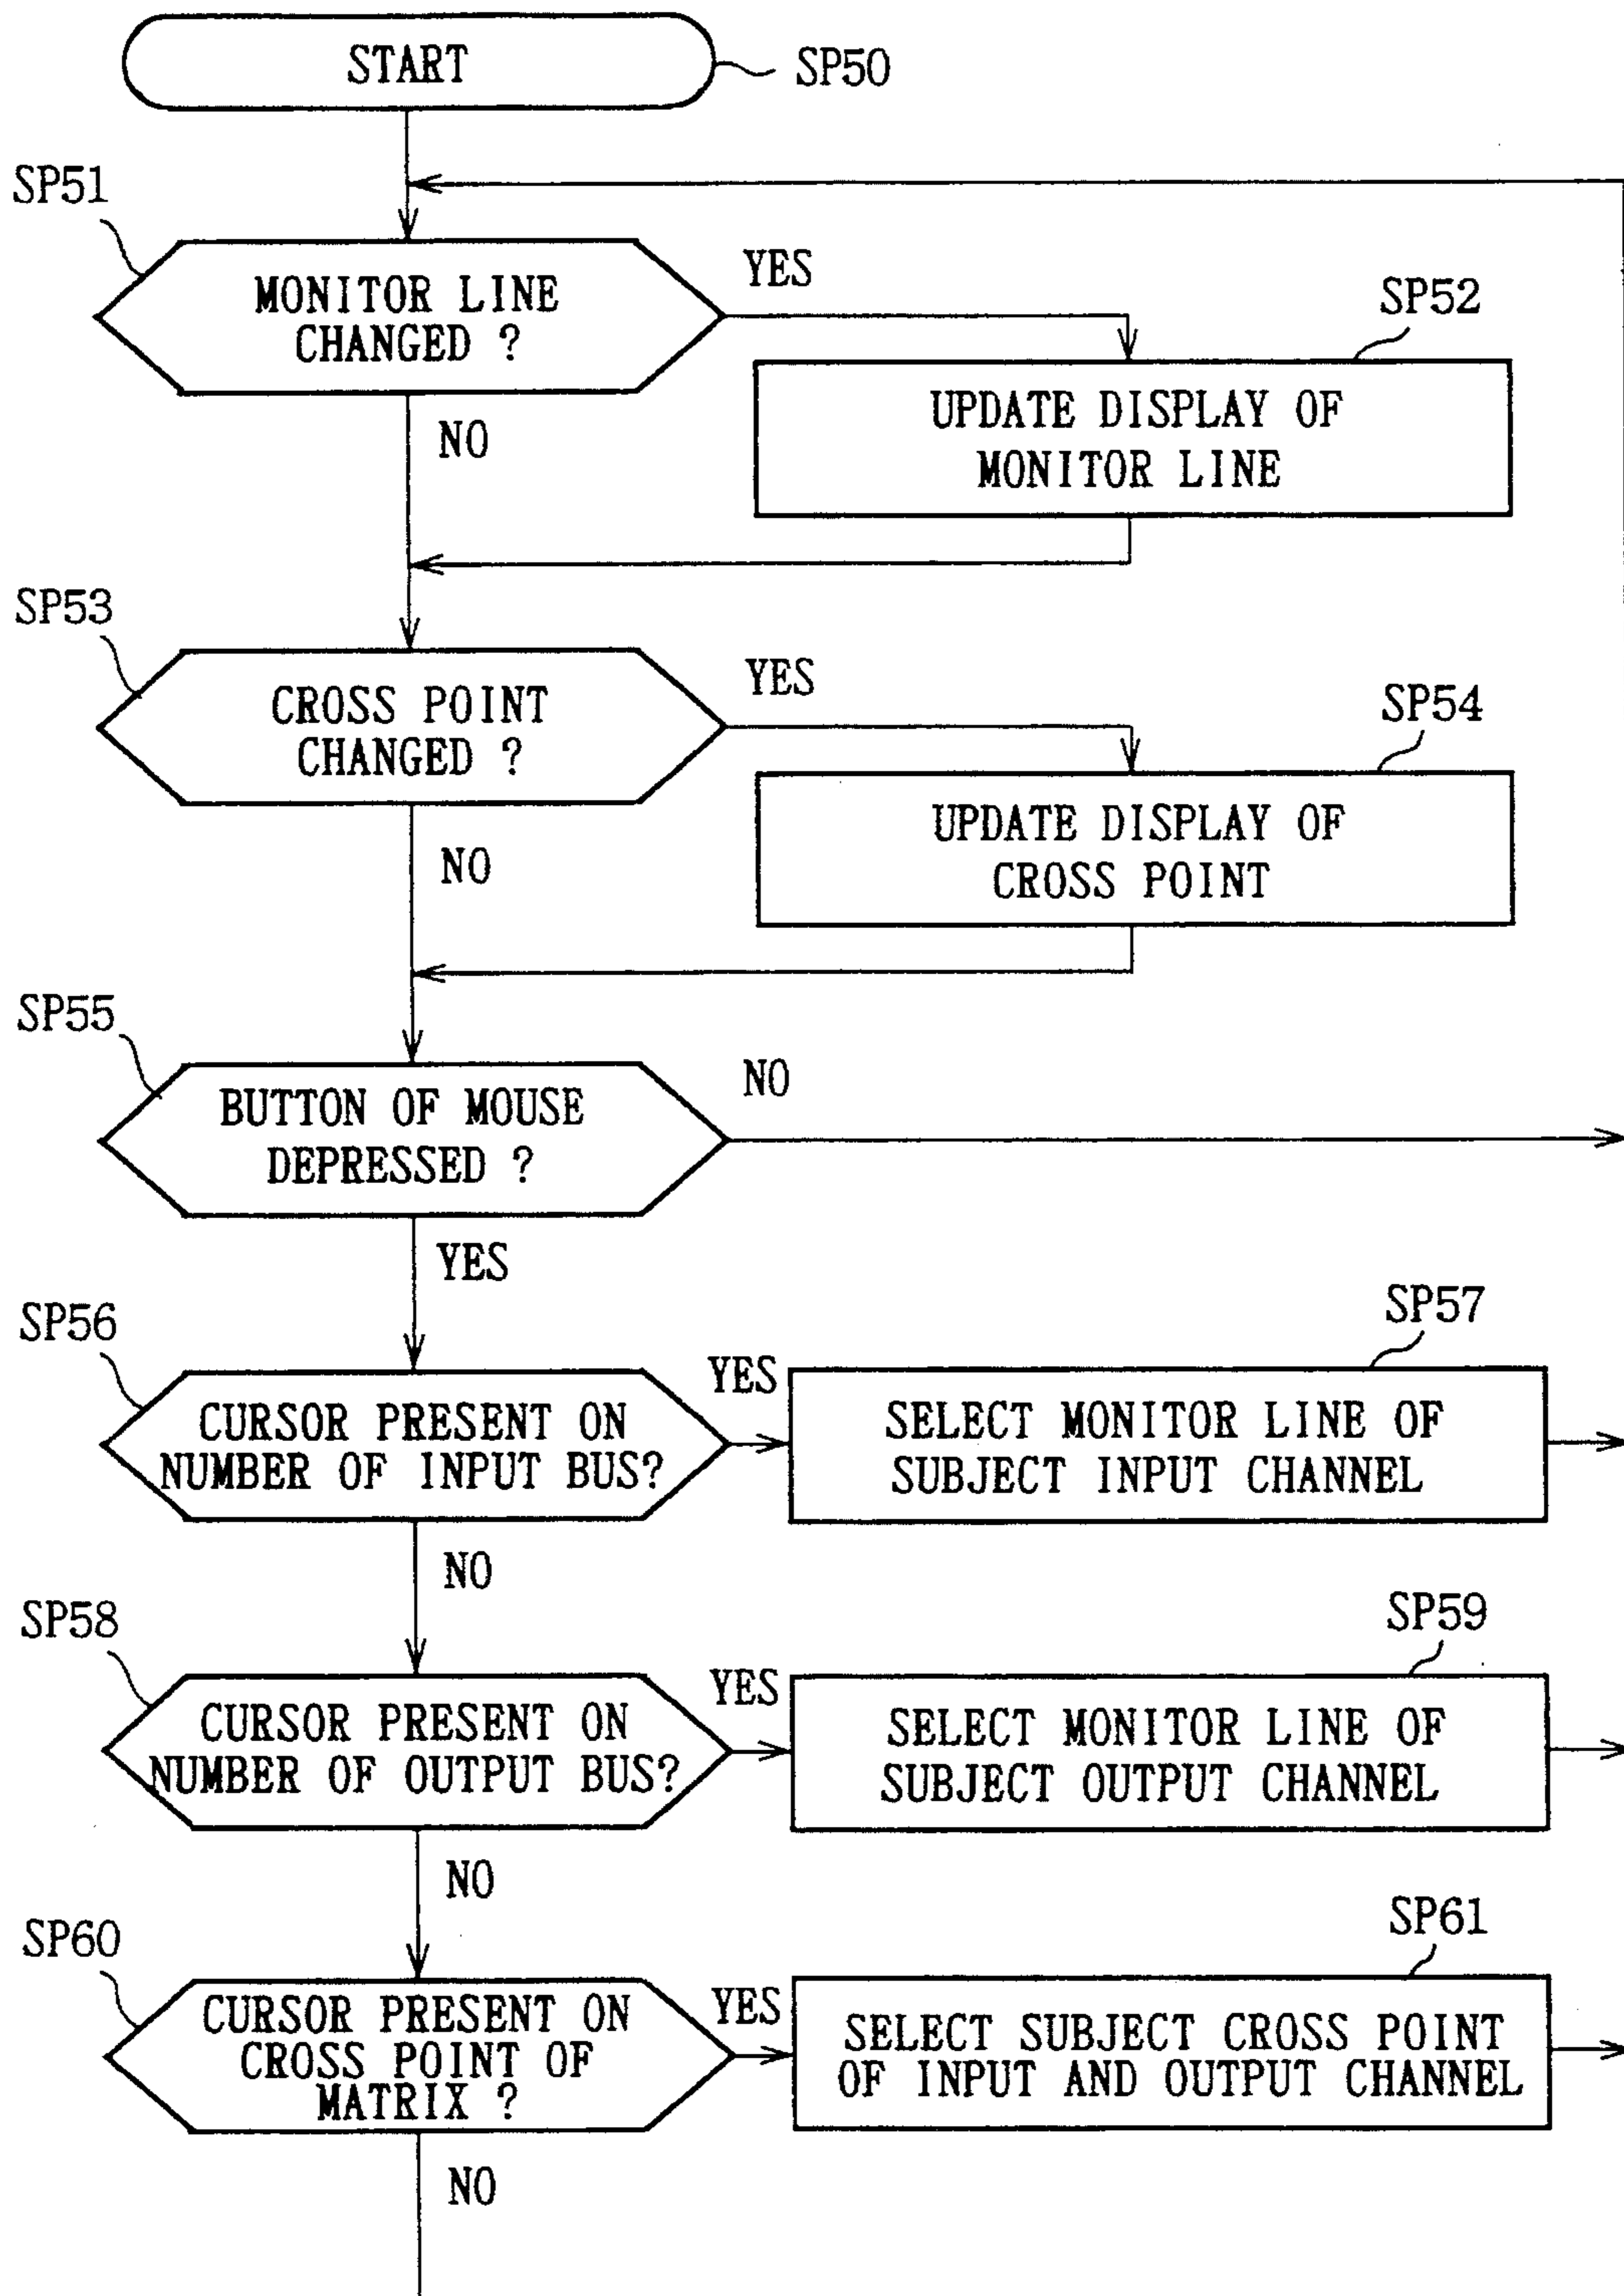 START
SP50
SP51
MONITOR LINE
CHANGED ?
YES
SP52
UPDATE DISPLAY OF
MONITOR LINE
NO
SP53
CROSS POINT
CHANGED ?
YES
SP54
UPDATE DISPLAY OF
CROSS POINT
NO
SP55
BUTTON OF MOUSE
DEPRESSED ?
NO
YES
SP56
CURSOR PRESENT ON
NUMBER OF INPUT BUS?
YES
SP57
SELECT MONITOR LINE OF
SUBJECT INPUT CHANNEL
NO
SP58
CURSOR PRESENT ON
NUMBER OF OUTPUT BUS?
YES
SP59
SELECT MONITOR LINE OF
SUBJECT OUTPUT CHANNEL
NO
SP60
CURSOR PRESENT ON
CROSS POINT OF
MATRIX ?
YES
SP61
SELECT SUBJECT CROSS POINT
OF INPUT AND OUTPUT CHANNEL
NO